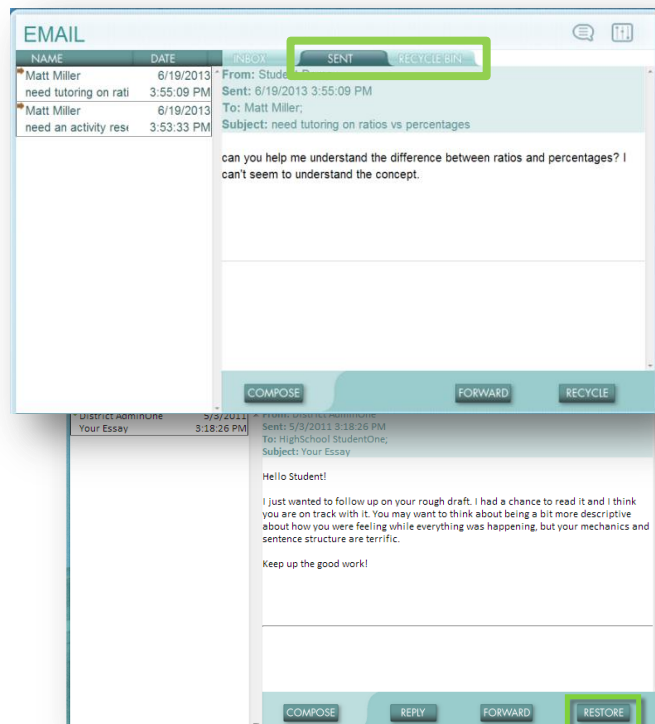 EMAIL
NAME DATE INBOX SENT RECYCLE BIN
Matt Miller 6/19/2013
need tutoring on rati 3:55:09 PM
Matt Miller 6/19/2013
need an activity rese 3:53:33 PM
From: Student
Sent: 6/19/2013 3:55:09 PM
To: Matt Miller;
Subject: need tutoring on ratios vs percentages
can you help me understand the difference between ratios and percentages? I
can't seem to understand the concept.
COMPOSE FORWARD RECYCLE
District AdminOne 5/3/2011
Your Essay 3:18:26 PM
From: District AdminOne
Sent: 5/3/2011 3:18:26 PM
To: HighSchool StudentOne;
Subject: Your Essay
Hello Student!
I just wanted to follow up on your rough draft. I had a chance to read it and I think
you are on track with it. You may want to think about being a bit more descriptive
about how you were feeling while everything was happening, but your mechanics and
sentence structure are terrific.
Keep up the good work!
COMPOSE REPLY FORWARD RESTORE